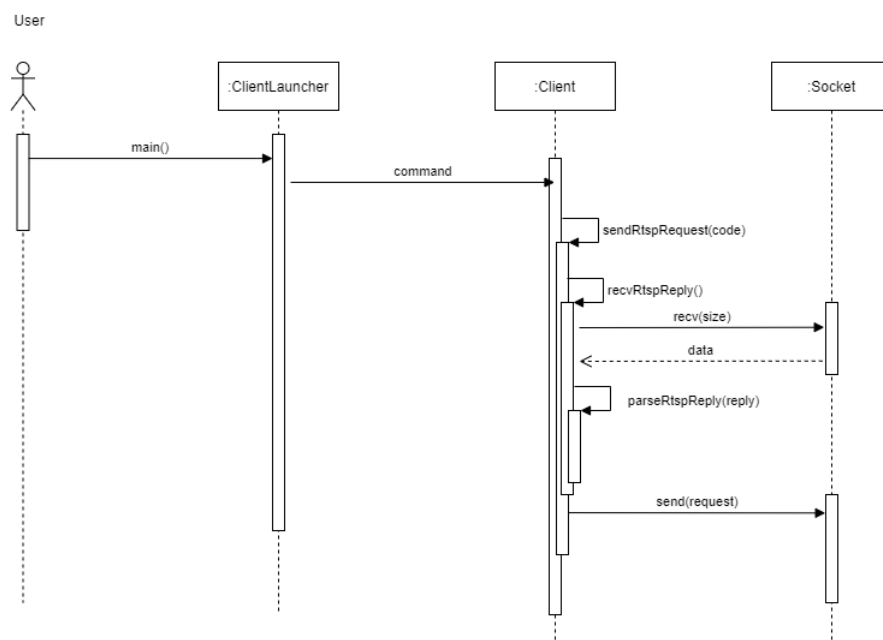 User
:ClientLauncher
:Client
:Socket
main()
command
sendRtspRequest(code)
recvRtspReply()
recv(size)
data
parseRtspReply(reply)
send(request)